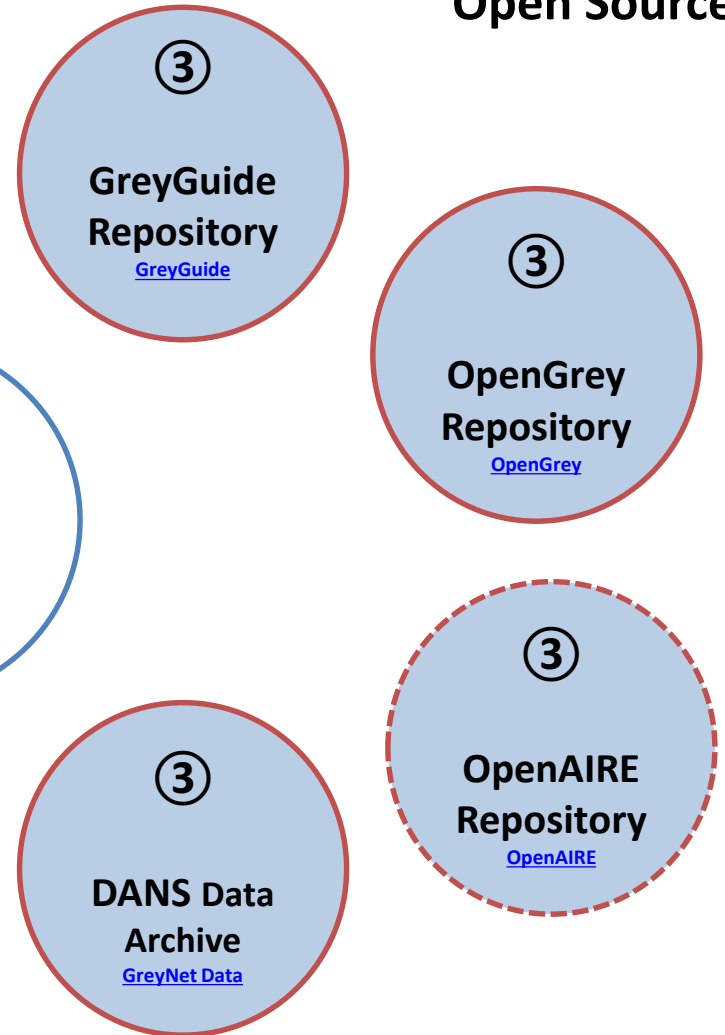 Open Source
③
GreyGuide
Repository
GreyGuide
③
OpenGrey
Repository
OpenGrey
③
OpenAIRE
Repository
OpenAIRE
③
DANS Data
Archive
GreyNet Data